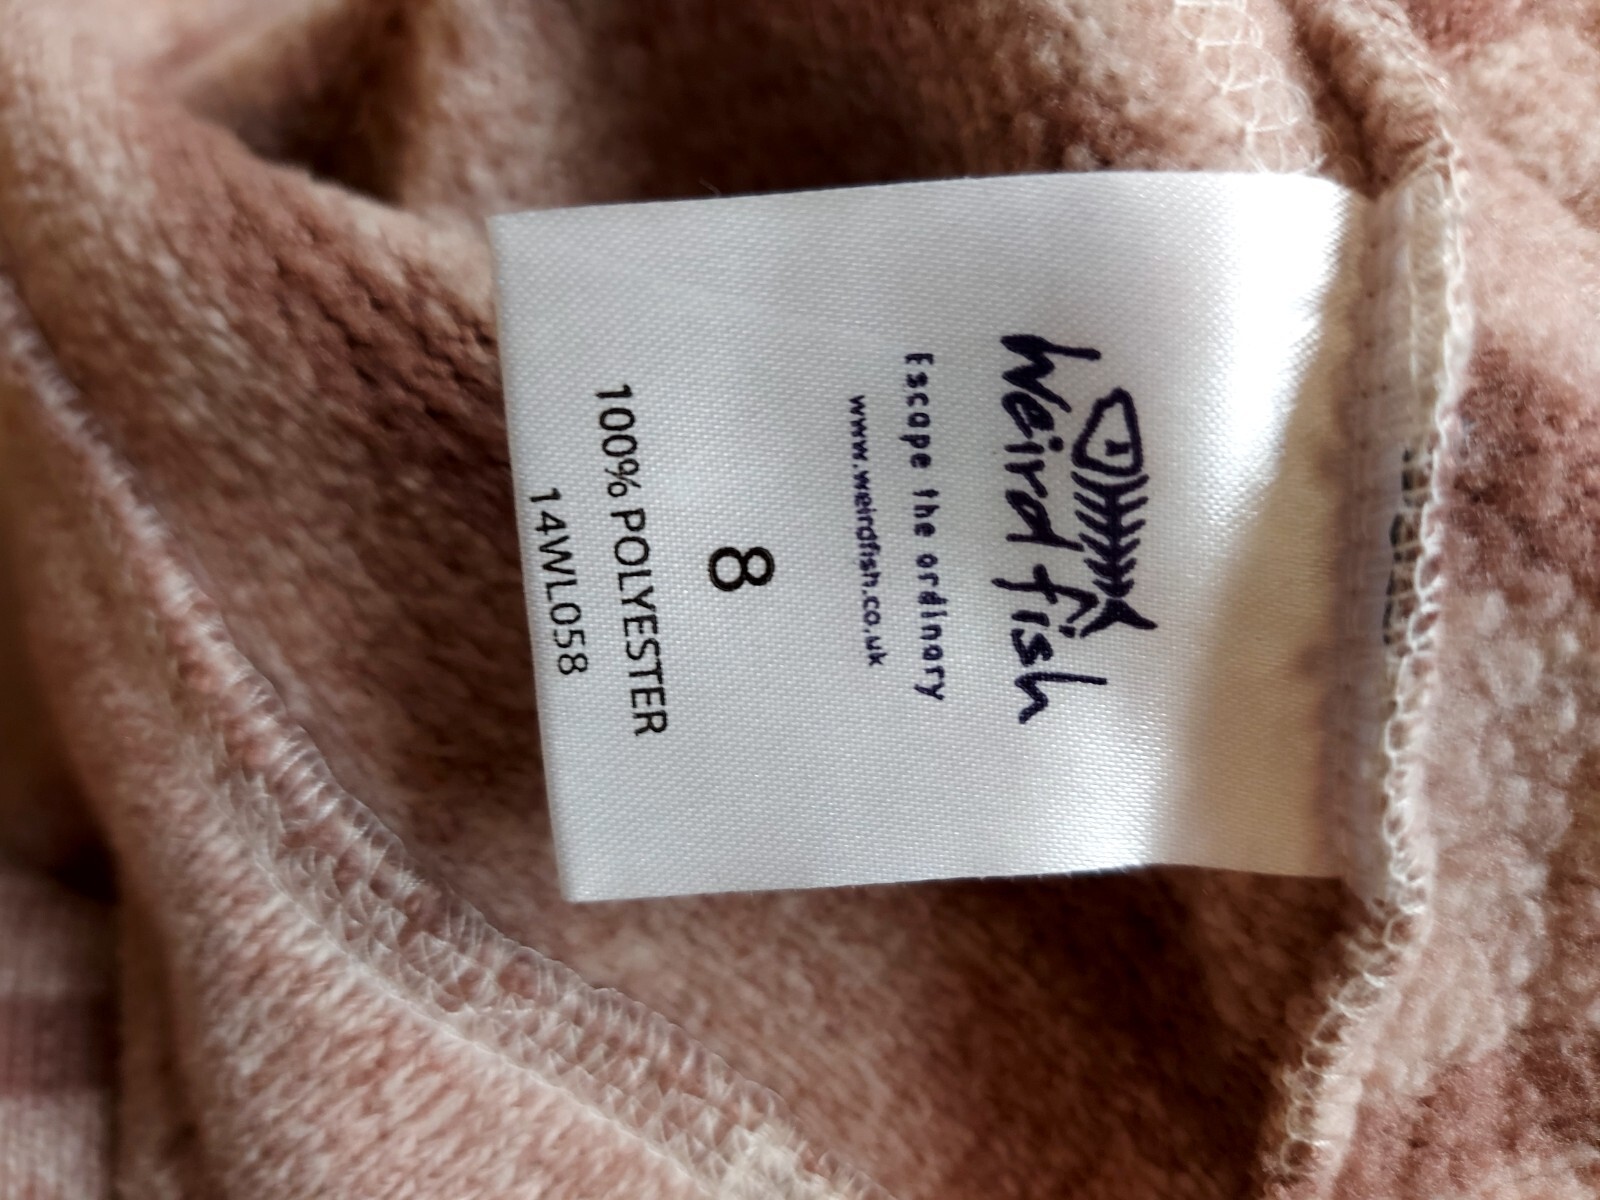 Weird fish
Escape the ordinary
www.weirdfish.co.uk
8
100% POLYESTER
14WL058